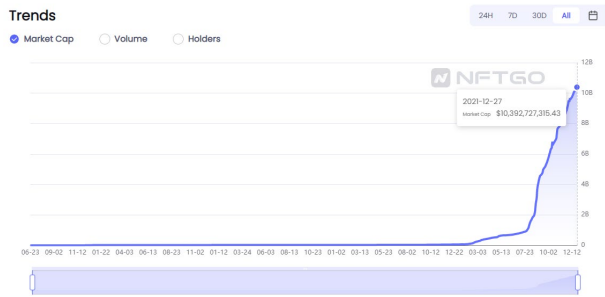 Trends
24H 7D 30D All
Market Cap Volume Holders
NFTGO
12B
10B
2021-12-27
Market Cap $10,392,727,315.43
8B
6B
4B
2B
0
06-23 09-02 11-12 01-22 04-03 06-13 08-23 11-02 01-12 03-24 06-03 08-13 10-23 01-02 03-13 05-23 08-02 10-12 12-22 03-03 05-13 07-23 10-02 12-12